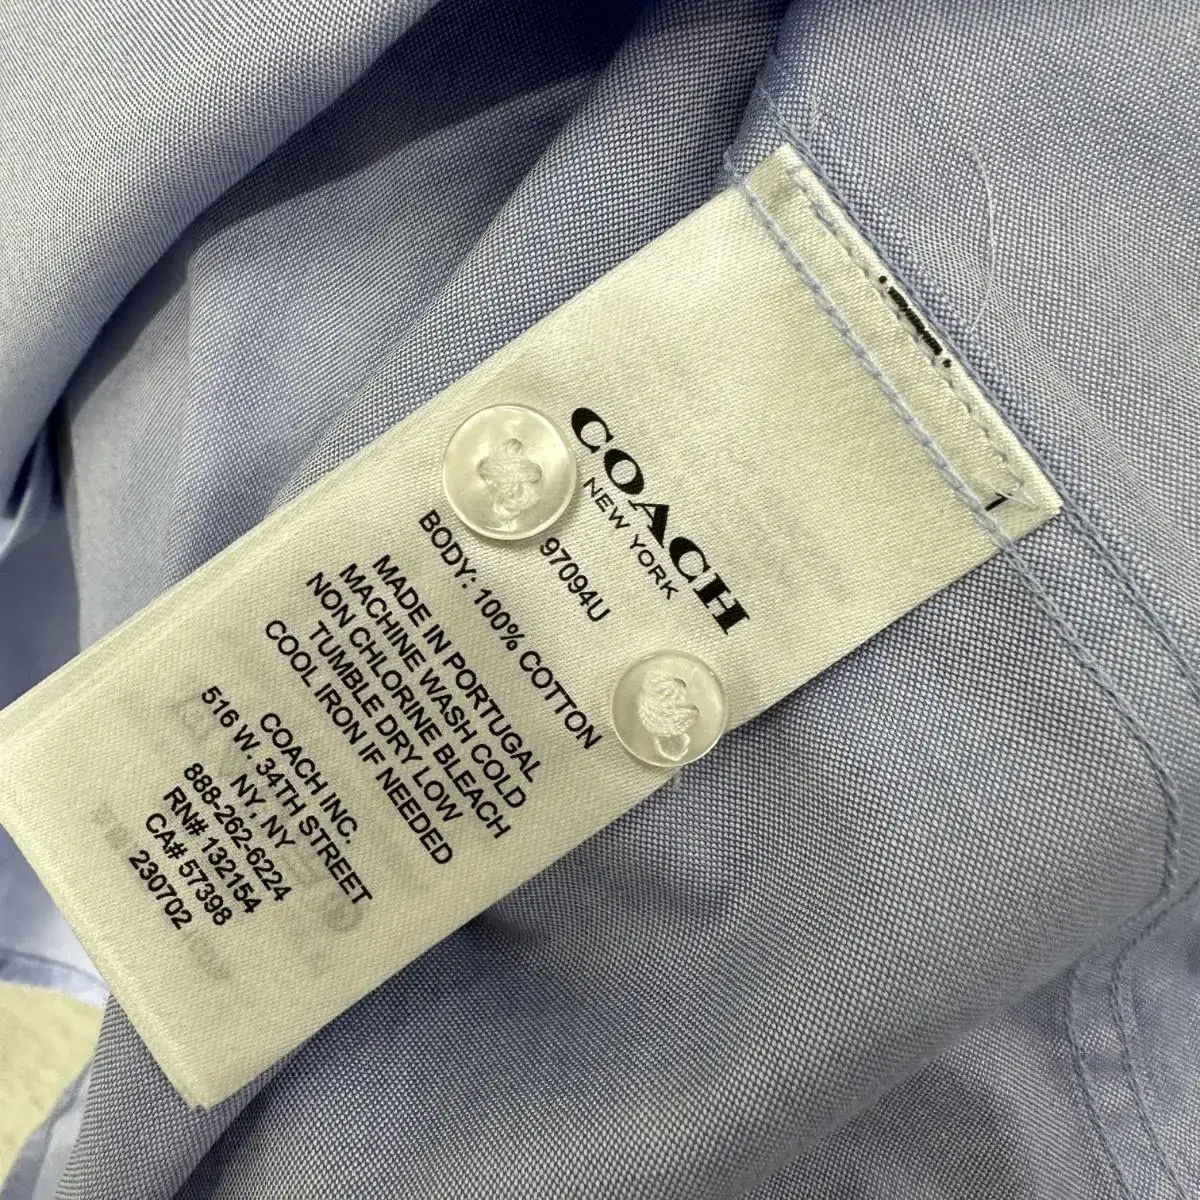 COACH
NEW YORK
97094U
BODY: 100% COTTON
MADE IN PORTUGAL
MACHINE WASH COLD
NON CHLORINE BLEACH
TUMBLE DRY LOW
COOL IRON IF NEEDED
COACH INC.
516 W. 34TH STREET
NY, NY
888-262-6224
RN# 132154
CA# 57398
230702